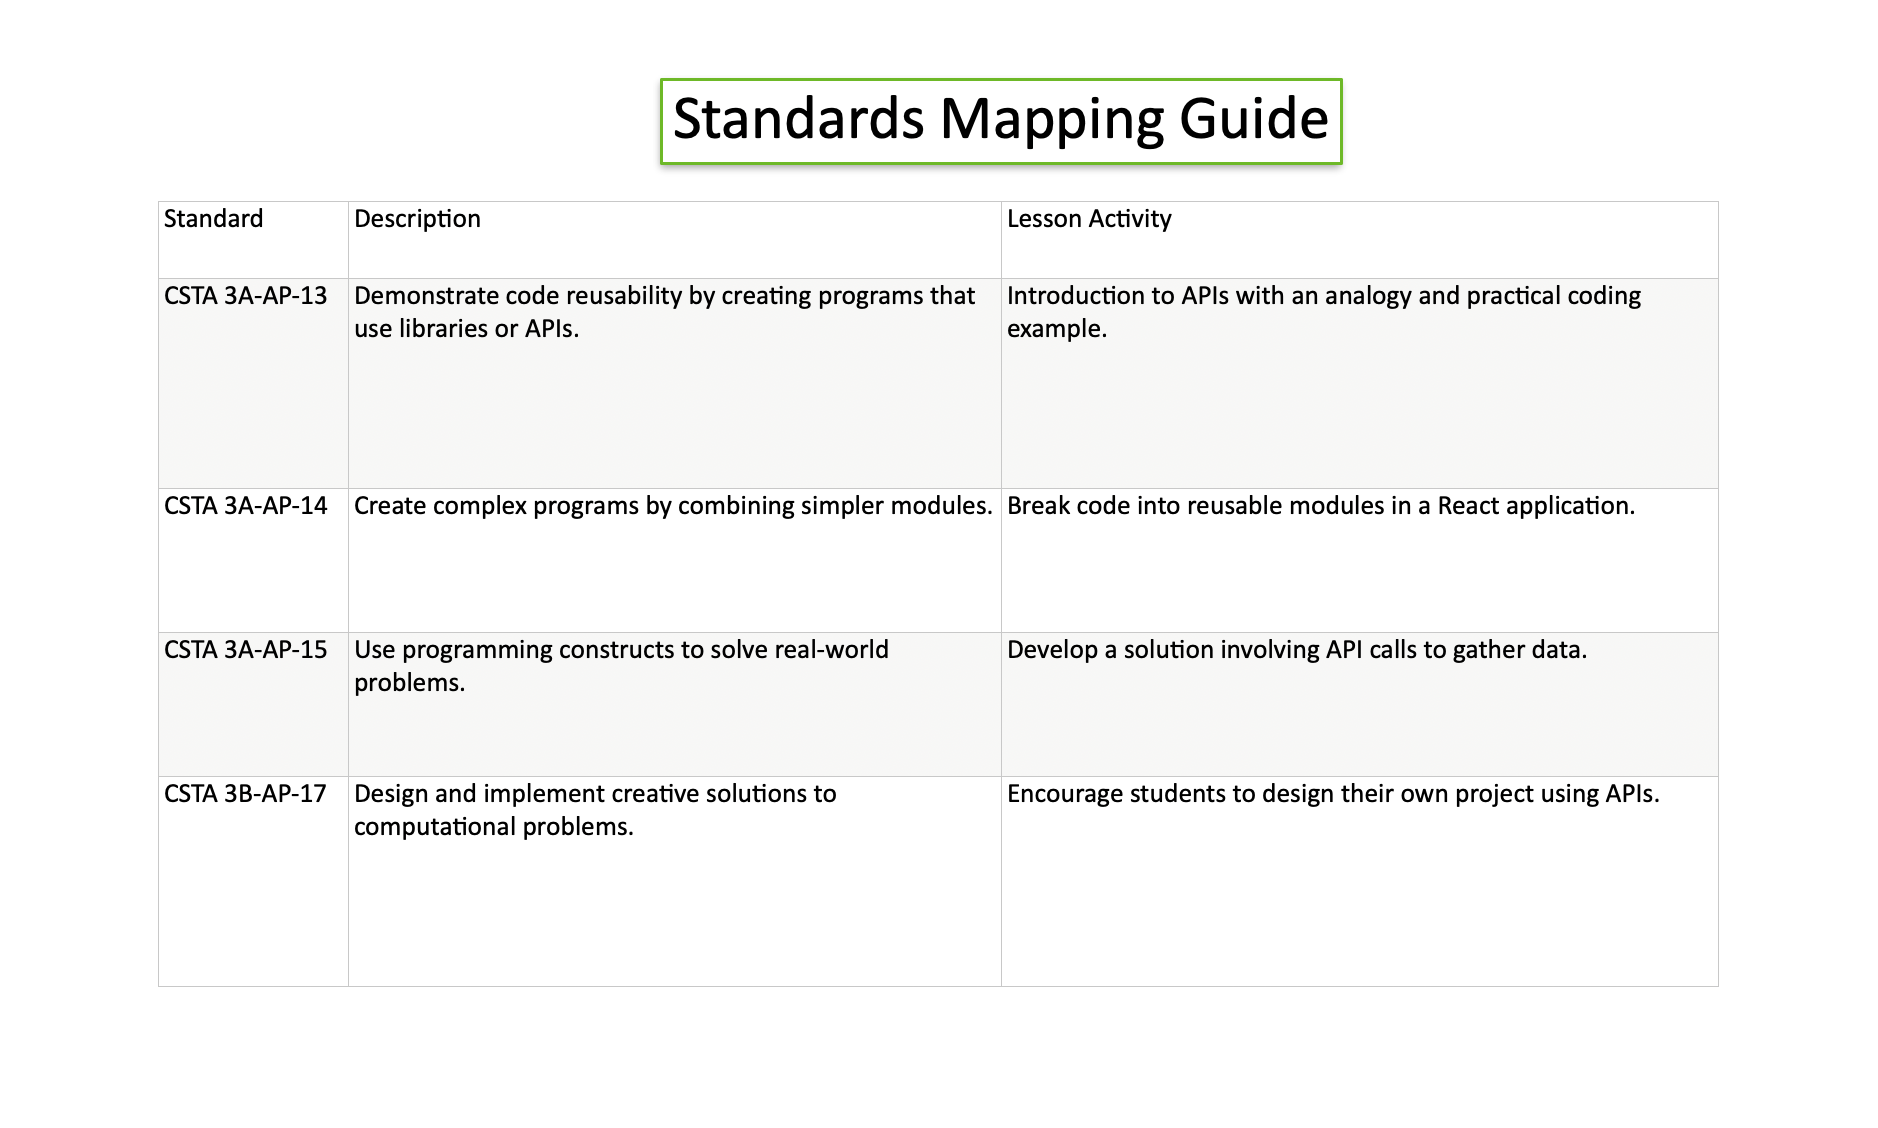 Standards Mapping Guide
Standard
Description
Lesson Activity
CSTA 3A-AP-13
Demonstrate code reusability by creating programs that
use libraries or APIs.
Introduction to APIs with an analogy and practical coding
example.
CSTA 3A-AP-14
Create complex programs by combining simpler modules.
Break code into reusable modules in a React application.
CSTA 3A-AP-15
Use programming constructs to solve real-world
problems.
Develop a solution involving API calls to gather data.
CSTA 3B-AP-17
Design and implement creative solutions to
computational problems.
Encourage students to design their own project using APIs.